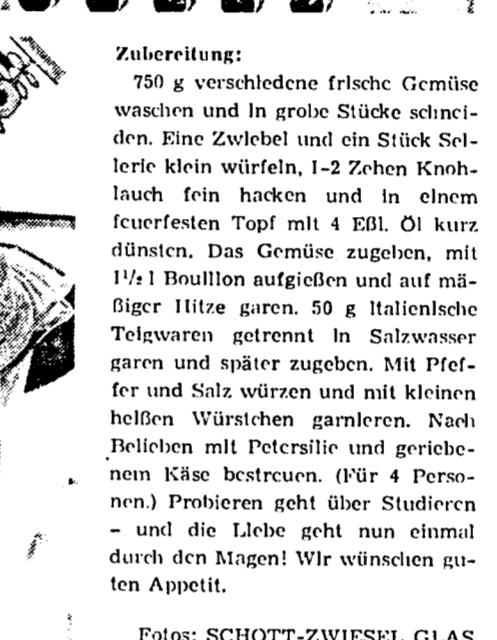 Zubereitung:
750 g verschiedene frische Gemüse
waschen und in grobe Stücke schnei-
den. Eine Zwiebel und ein Stück Sel-
lerie klein würfeln, 1-2 Zehen Knob-
lauch fein hacken und in einem
feuerfesten Topf mit 4 Eßl. Öl kurz
dünsten. Das Gemüse zugeben, mit
1½ l Bouillon aufgießen und auf mä-
ßiger Hitze garen. 50 g Italienische
Teigwaren getrennt in Salzwasser
garen und später zugeben. Mit Pfef-
fer und Salz würzen und mit kleinen
heißen Würstchen garnieren. Nach
Belieben mit Petersilie und geriebe-
nem Käse bestreuen. (Für 4 Perso-
nen.) Probieren geht über Studieren
– und die Liebe geht nun einmal
durch den Magen! Wir wünschen gu-
ten Appetit.
Fotos: SCHOTT-ZWIESEL GLAS